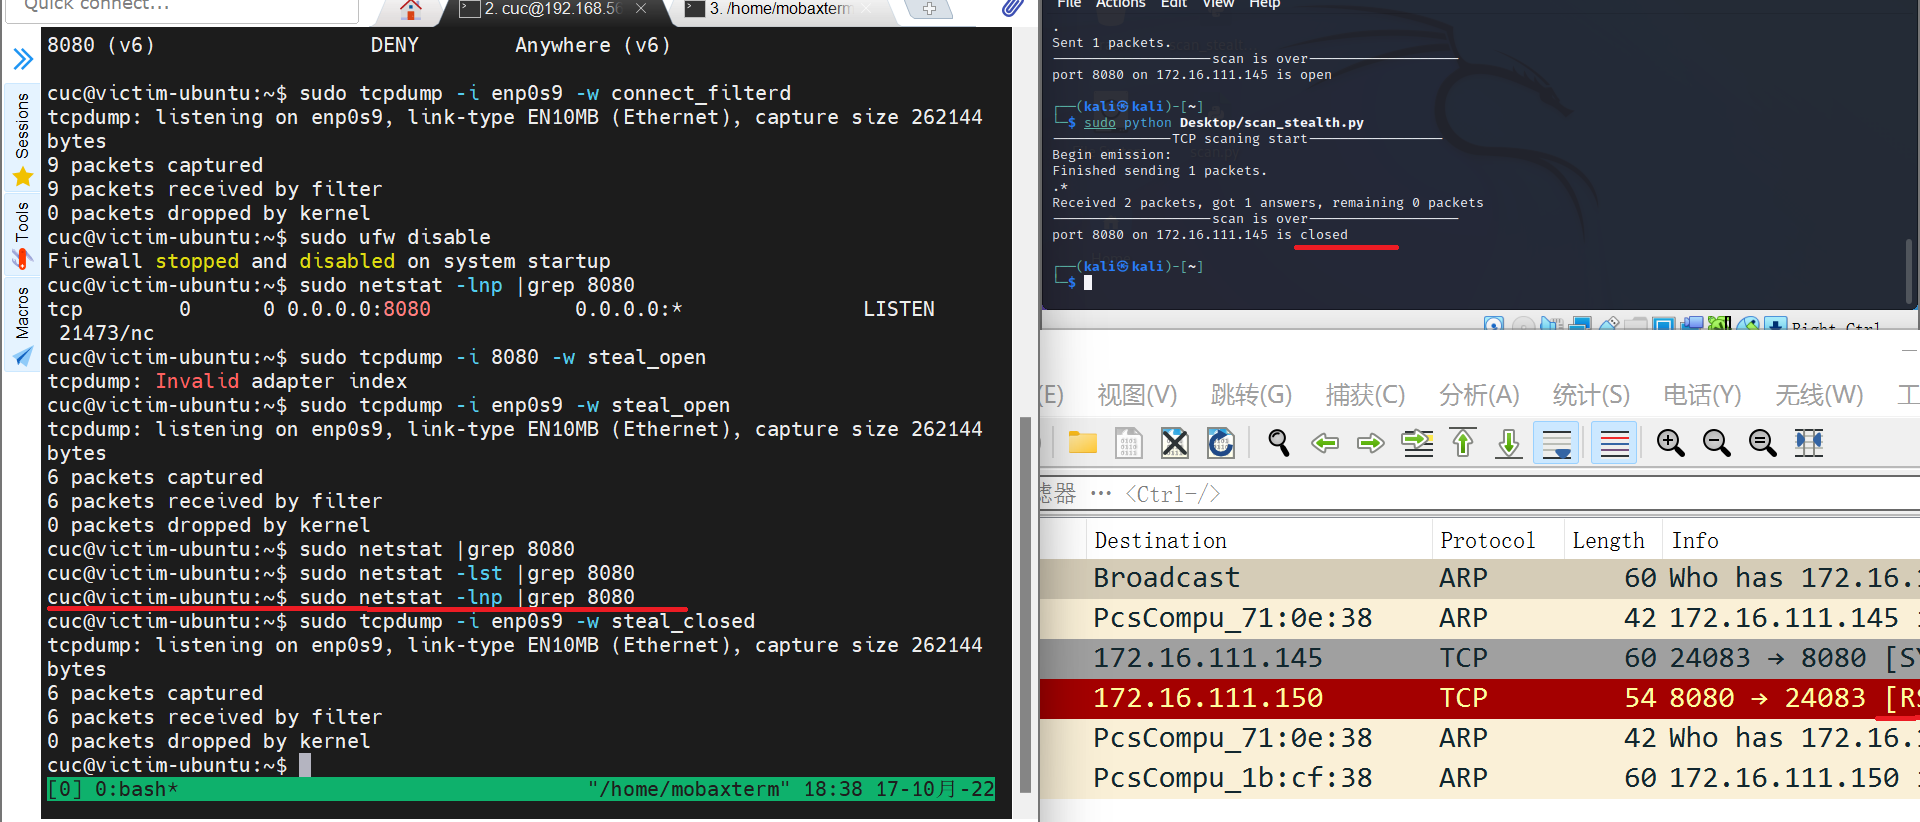 Quick connect...
2. cuc@192.168.56
3. /home/mobaxterm
Sessions
Tools
Macros
8080 (v6) DENY Anywhere (v6)
cuc@victim-ubuntu:~$ sudo tcpdump -i enp0s9 -w connect_filterd
tcpdump: listening on enp0s9, link-type EN10MB (Ethernet), capture size 262144
bytes
9 packets captured
9 packets received by filter
0 packets dropped by kernel
cuc@victim-ubuntu:~$ sudo ufw disable
Firewall stopped and disabled on system startup
cuc@victim-ubuntu:~$ sudo netstat -lnp |grep 8080
tcp 0 0 0.0.0.0:8080 0.0.0.0:* LISTEN
21473/nc
cuc@victim-ubuntu:~$ sudo tcpdump -i 8080 -w steal_open
tcpdump: Invalid adapter index
cuc@victim-ubuntu:~$ sudo tcpdump -i enp0s9 -w steal_open
tcpdump: listening on enp0s9, link-type EN10MB (Ethernet), capture size 262144
bytes
6 packets captured
6 packets received by filter
0 packets dropped by kernel
cuc@victim-ubuntu:~$ sudo netstat |grep 8080
cuc@victim-ubuntu:~$ sudo netstat -lst |grep 8080
cuc@victim-ubuntu:~$ sudo netstat -lnp |grep 8080
cuc@victim-ubuntu:~$ sudo tcpdump -i enp0s9 -w steal_closed
tcpdump: listening on enp0s9, link-type EN10MB (Ethernet), capture size 262144
bytes
6 packets captured
6 packets received by filter
0 packets dropped by kernel
cuc@victim-ubuntu:~$
[0] 0:bash* "/home/mobaxterm" 18:38 17-10月-22
File Actions Edit View Help
.
Sent 1 packets.
——————scan is over——————
port 8080 on 172.16.111.145 is open
┌──(kali㉿kali)-[~]
└─$ sudo python Desktop/scan_stealth.py
——————TCP scaning start——————
Begin emission:
Finished sending 1 packets.
.*
Received 2 packets, got 1 answers, remaining 0 packets
——————scan is over——————
port 8080 on 172.16.111.145 is closed
┌──(kali㉿kali)-[~]
└─$
Right Ctrl
(E) 视图(V) 跳转(G) 捕获(C) 分析(A) 统计(S) 电话(Y) 无线(W) 工
滤器 ··· <Ctrl-/>
Destination Protocol Length Info
Broadcast ARP 60 Who has 172.16.1
PcsCompu_71:0e:38 ARP 42 172.16.111.145 i
172.16.111.145 TCP 60 24083 → 8080 [SY
172.16.111.150 TCP 54 8080 → 24083 [RS
PcsCompu_71:0e:38 ARP 42 Who has 172.16.1
PcsCompu_1b:cf:38 ARP 60 172.16.111.150 i